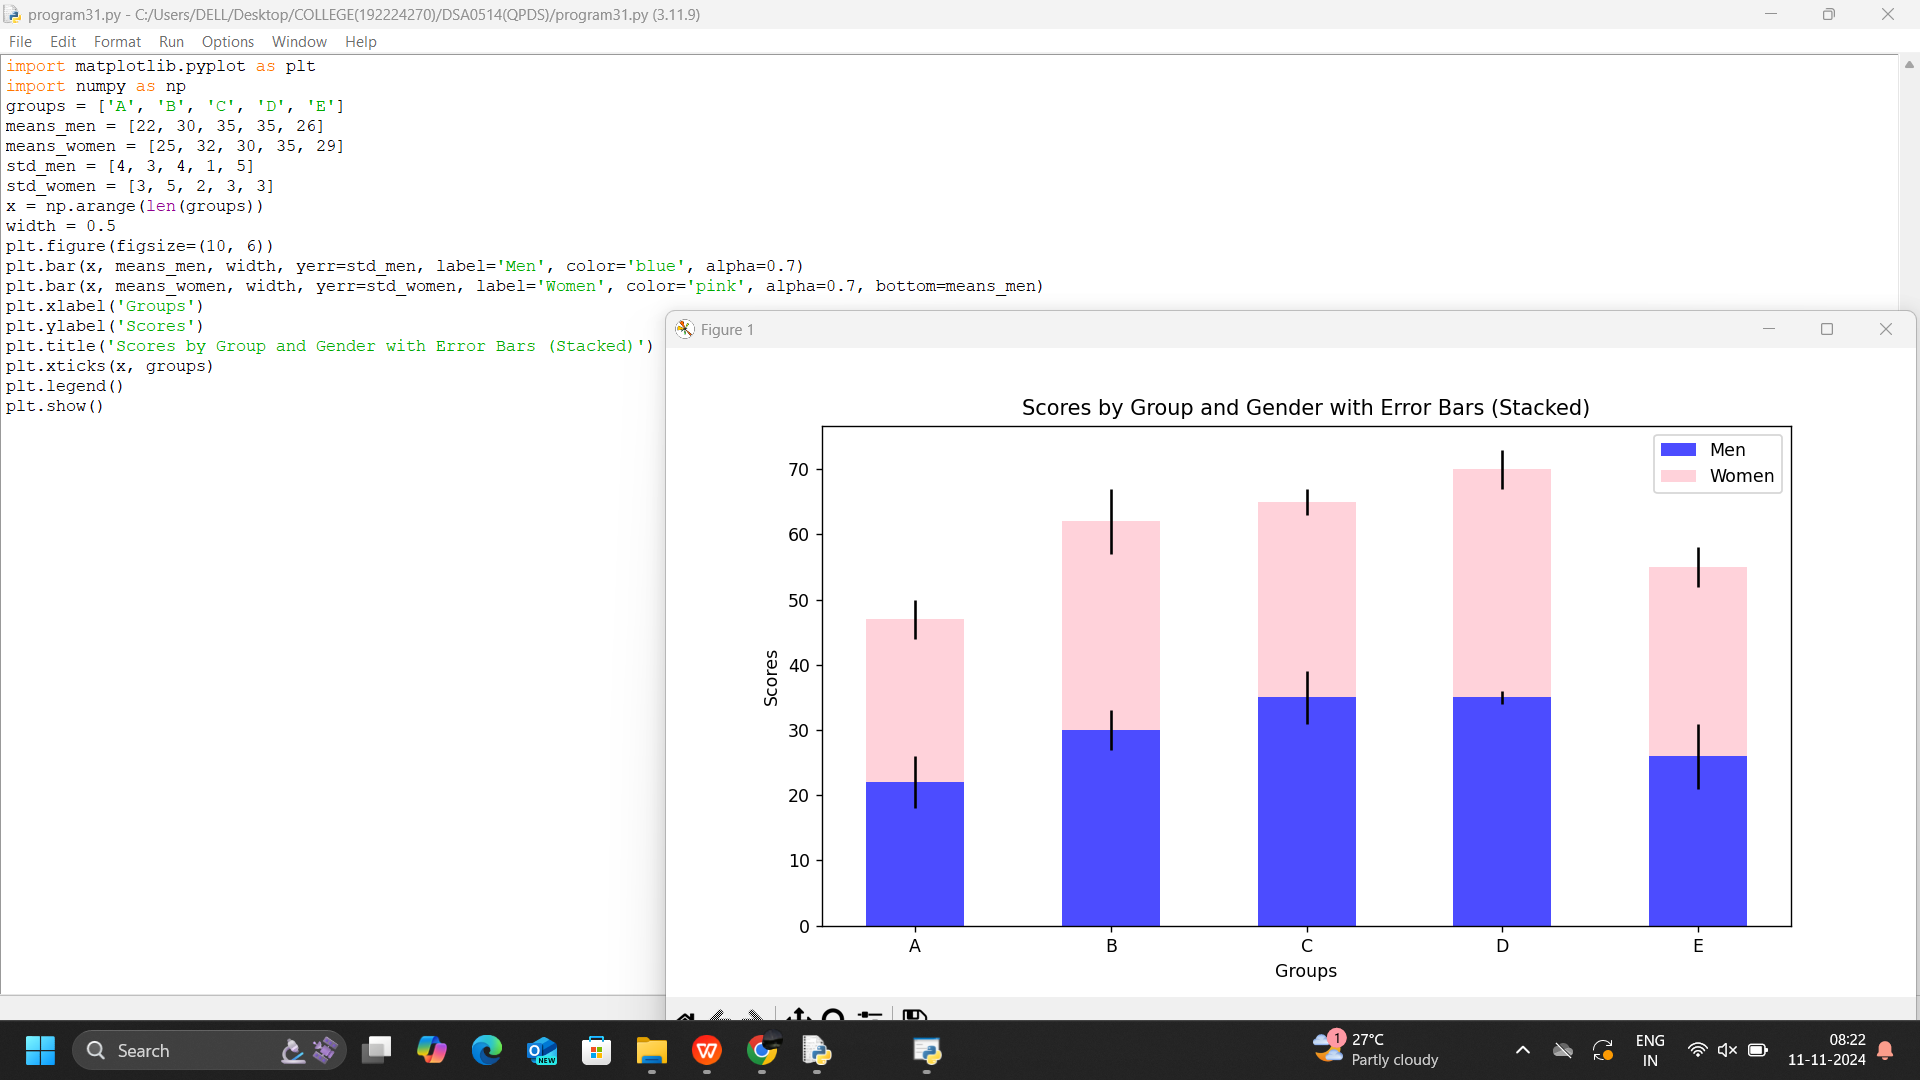 program31.py - C:/Users/DELL/Desktop/COLLEGE(192224270)/DSA0514(QPDS)/program31.py (3.11.9)
File Edit Format Run Options Window Help
import matplotlib.pyplot as plt
import numpy as np
groups = ['A', 'B', 'C', 'D', 'E']
means_men = [22, 30, 35, 35, 26]
means_women = [25, 32, 30, 35, 29]
std_men = [4, 3, 4, 1, 5]
std_women = [3, 5, 2, 3, 3]
x = np.arange(len(groups))
width = 0.5
plt.figure(figsize=(10, 6))
plt.bar(x, means_men, width, yerr=std_men, label='Men', color='blue', alpha=0.7)
plt.bar(x, means_women, width, yerr=std_women, label='Women', color='pink', alpha=0.7, bottom=means_men)
plt.xlabel('Groups')
plt.ylabel('Scores')
plt.title('Scores by Group and Gender with Error Bars (Stacked)')
plt.xticks(x, groups)
plt.legend()
plt.show()
Figure 1
Scores by Group and Gender with Error Bars (Stacked)
Men
Women
70
60
50
40
30
20
10
0
Scores
A B C D E
Groups
Search
NEW
1
27°C
Partly cloudy
ENG
IN
08:22
11-11-2024